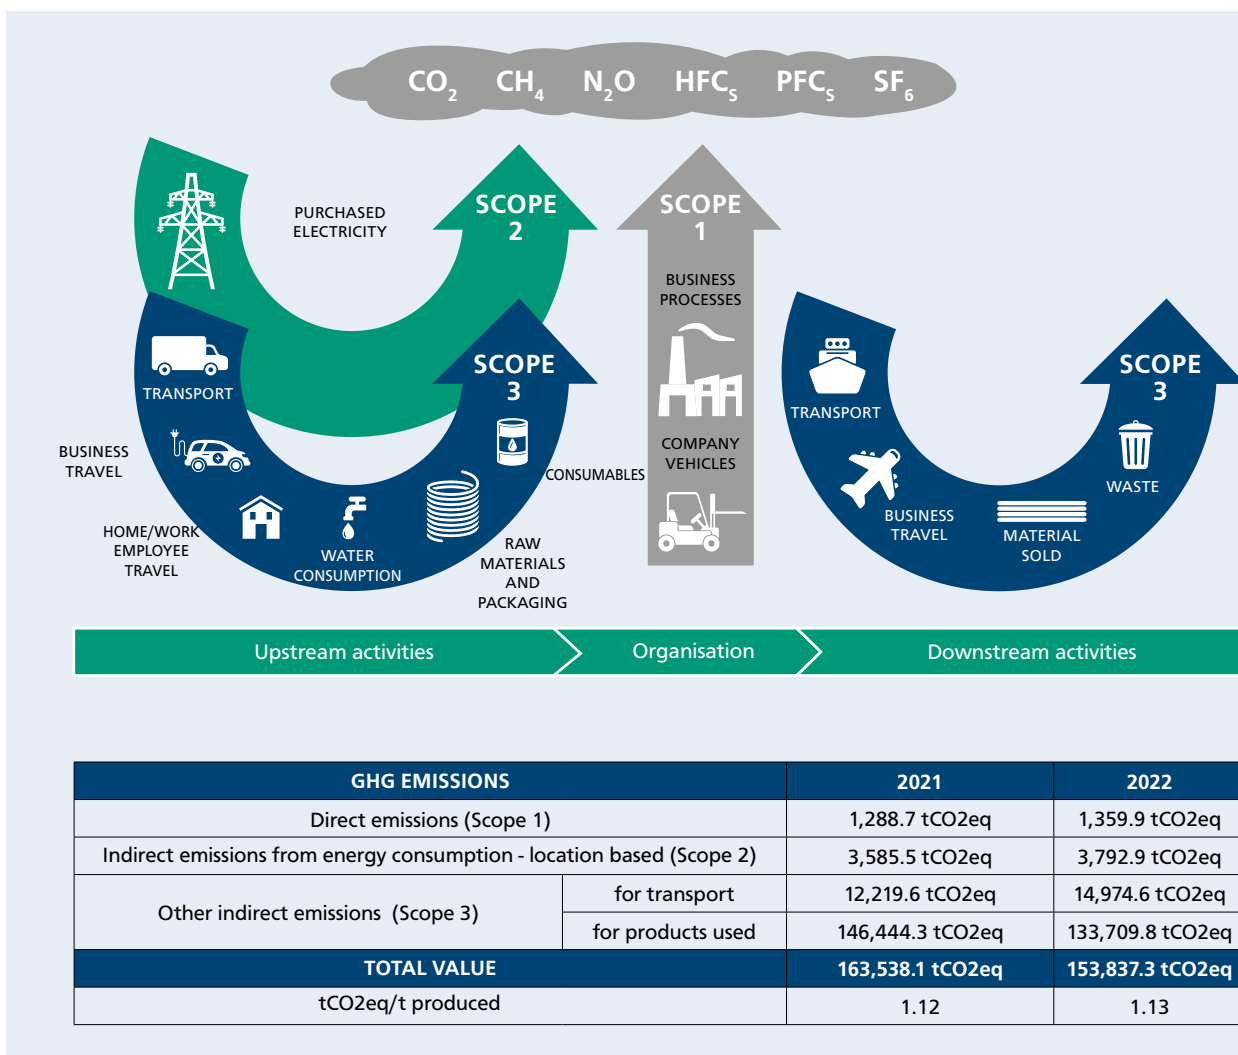 CO2 CH4 N2O HFCS PFCS SF6
PURCHASED
ELECTRICITY
SCOPE
2
SCOPE
1
BUSINESS
PROCESSES
COMPANY
VEHICLES
TRANSPORT
BUSINESS
TRAVEL
HOME/WORK
EMPLOYEE
TRAVEL
WATER
CONSUMPTION
RAW
MATERIALS
AND
PACKAGING
CONSUMABLES
SCOPE
3
TRANSPORT
BUSINESS
TRAVEL
MATERIAL
SOLD
WASTE
SCOPE
3
Upstream activities Organisation Downstream activities
GHG EMISSIONS 2021 2022
Direct emissions (Scope 1) 1,288.7 tCO2eq 1,359.9 tCO2eq
Indirect emissions from energy consumption - location based (Scope 2) 3,585.5 tCO2eq 3,792.9 tCO2eq
Other indirect emissions (Scope 3) for transport 12,219.6 tCO2eq 14,974.6 tCO2eq
for products used 146,444.3 tCO2eq 133,709.8 tCO2eq
TOTAL VALUE 163,538.1 tCO2eq 153,837.3 tCO2eq
tCO2eq/t produced 1.12 1.13